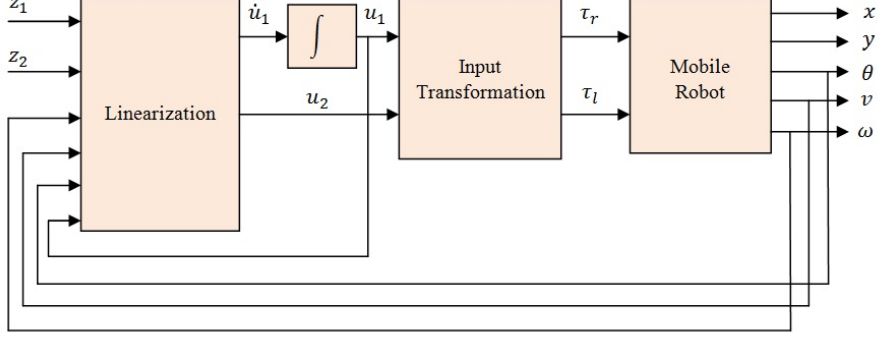 z₁
z₂
Linearization
u̇₁
∫
u₁
u₂
Input
Transformation
τᵣ
τₗ
Mobile
Robot
x
y
θ
v
ω